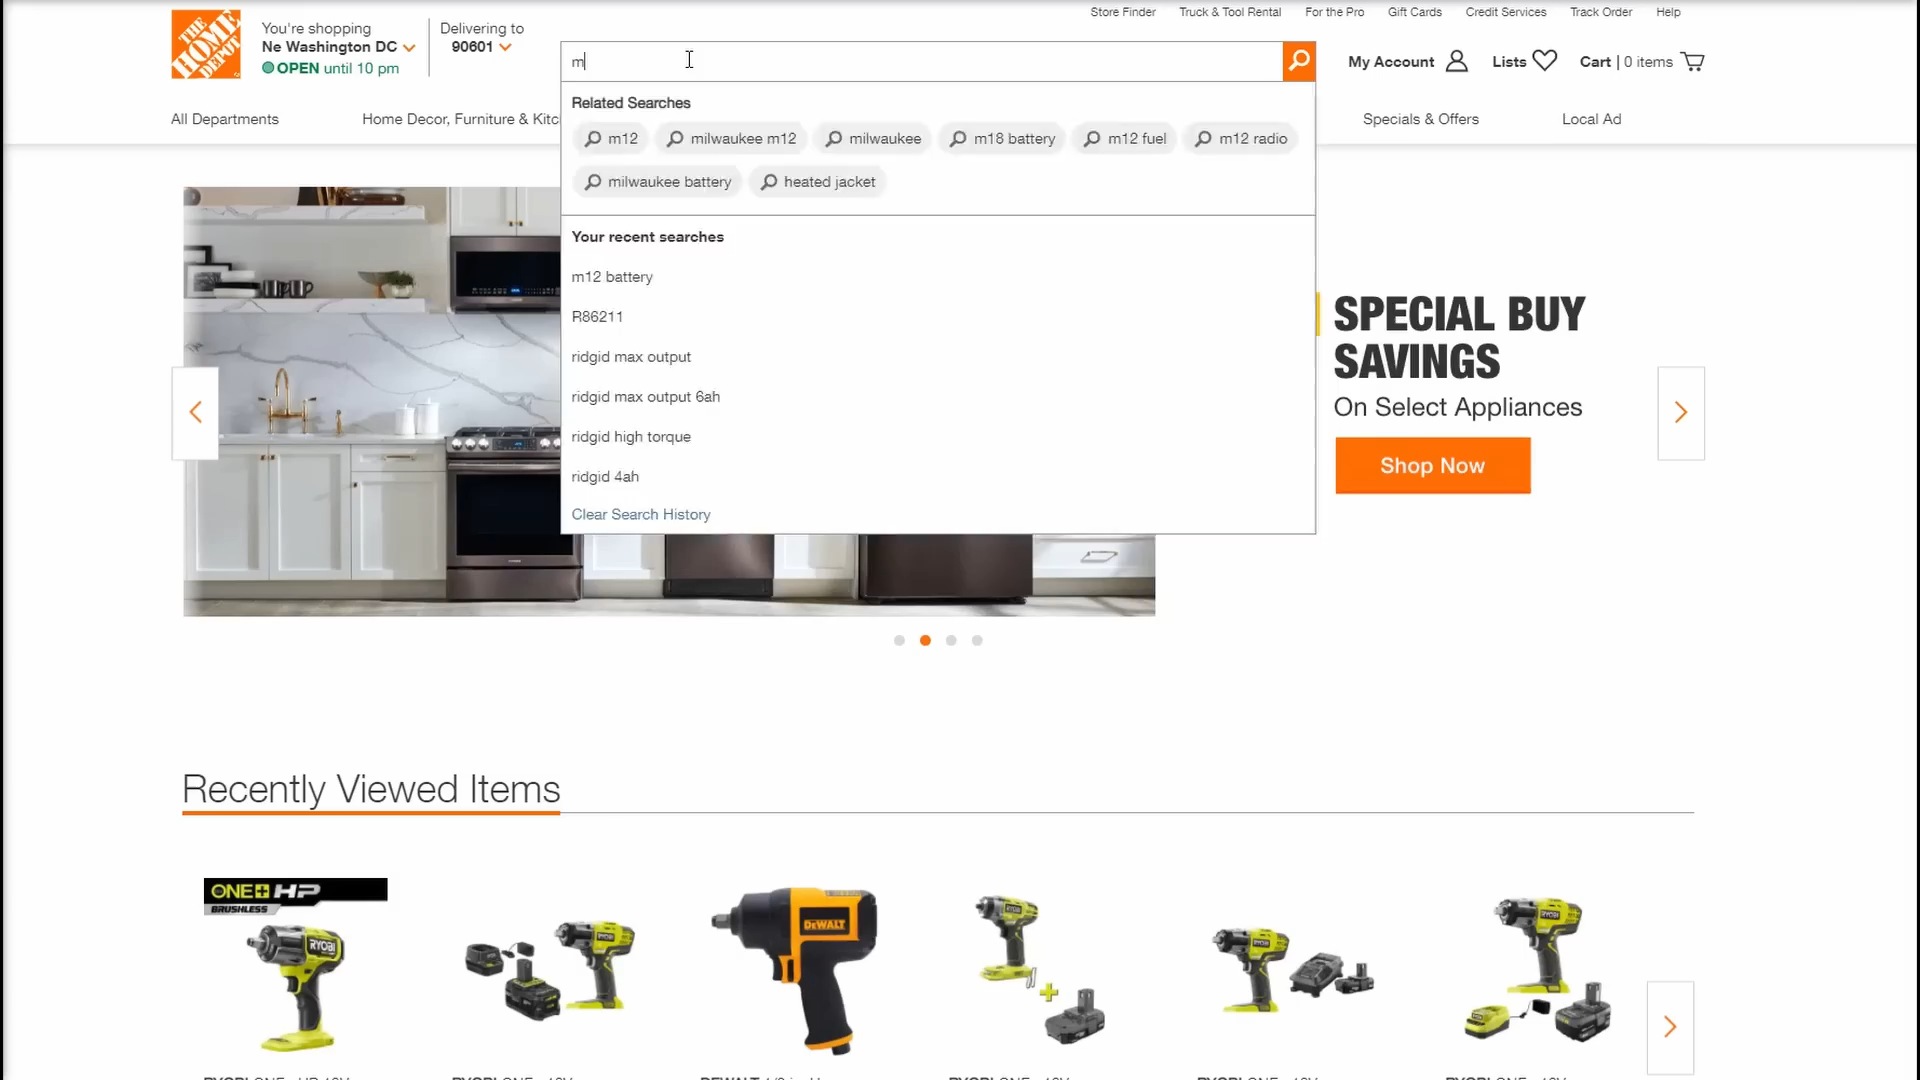 Store Finder Truck & Tool Rental For the Pro Gift Cards Credit Services Track Order Help
THE HOME DEPOT
You're shopping
Ne Washington DC
OPEN until 10 pm
Delivering to
90601
m
My Account Lists Cart | 0 items
All Departments Home Decor, Furniture & Kitc Specials & Offers Local Ad
Related Searches
m12 milwaukee m12 milwaukee m18 battery m12 fuel m12 radio
milwaukee battery heated jacket
Your recent searches
m12 battery
R86211
ridgid max output
ridgid max output 6ah
ridgid high torque
ridgid 4ah
Clear Search History
SPECIAL BUY
SAVINGS
On Select Appliances
Shop Now
Recently Viewed Items
ONE+ HP
BRUSHLESS
RYOBI
RYOBI
DEWALT
RYOBI
RYOBI
RYOBI